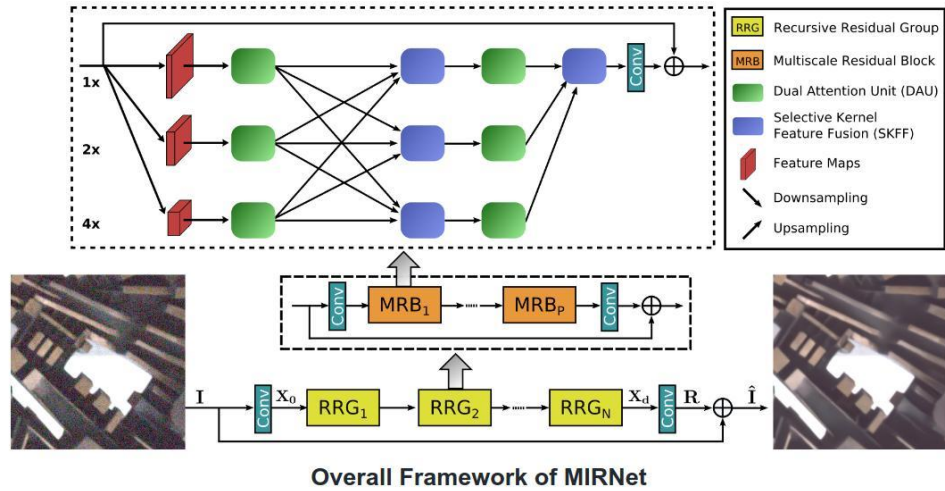 1x
2x
4x
Conv
RRG Recursive Residual Group
MRB Multiscale Residual Block
Dual Attention Unit (DAU)
Selective Kernel
Feature Fusion (SKFF)
Feature Maps
Downsampling
Upsampling
Conv MRB₁ ····· MRBₚ Conv
I Conv X₀ RRG₁ RRG₂ ····· RRG_N X_d Conv R Î
Overall Framework of MIRNet